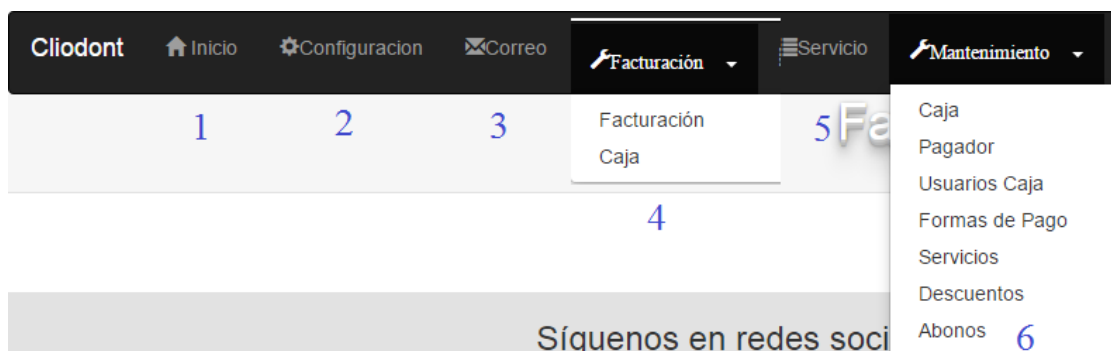 Cliodont Inicio Configuracion Correo Facturación Servicio Mantenimiento
1 2 3 Facturación 5 Fa Caja
Caja Pagador
Usuarios Caja
4 Formas de Pago
Servicios
Descuentos
Síguenos en redes soci Abonos 6